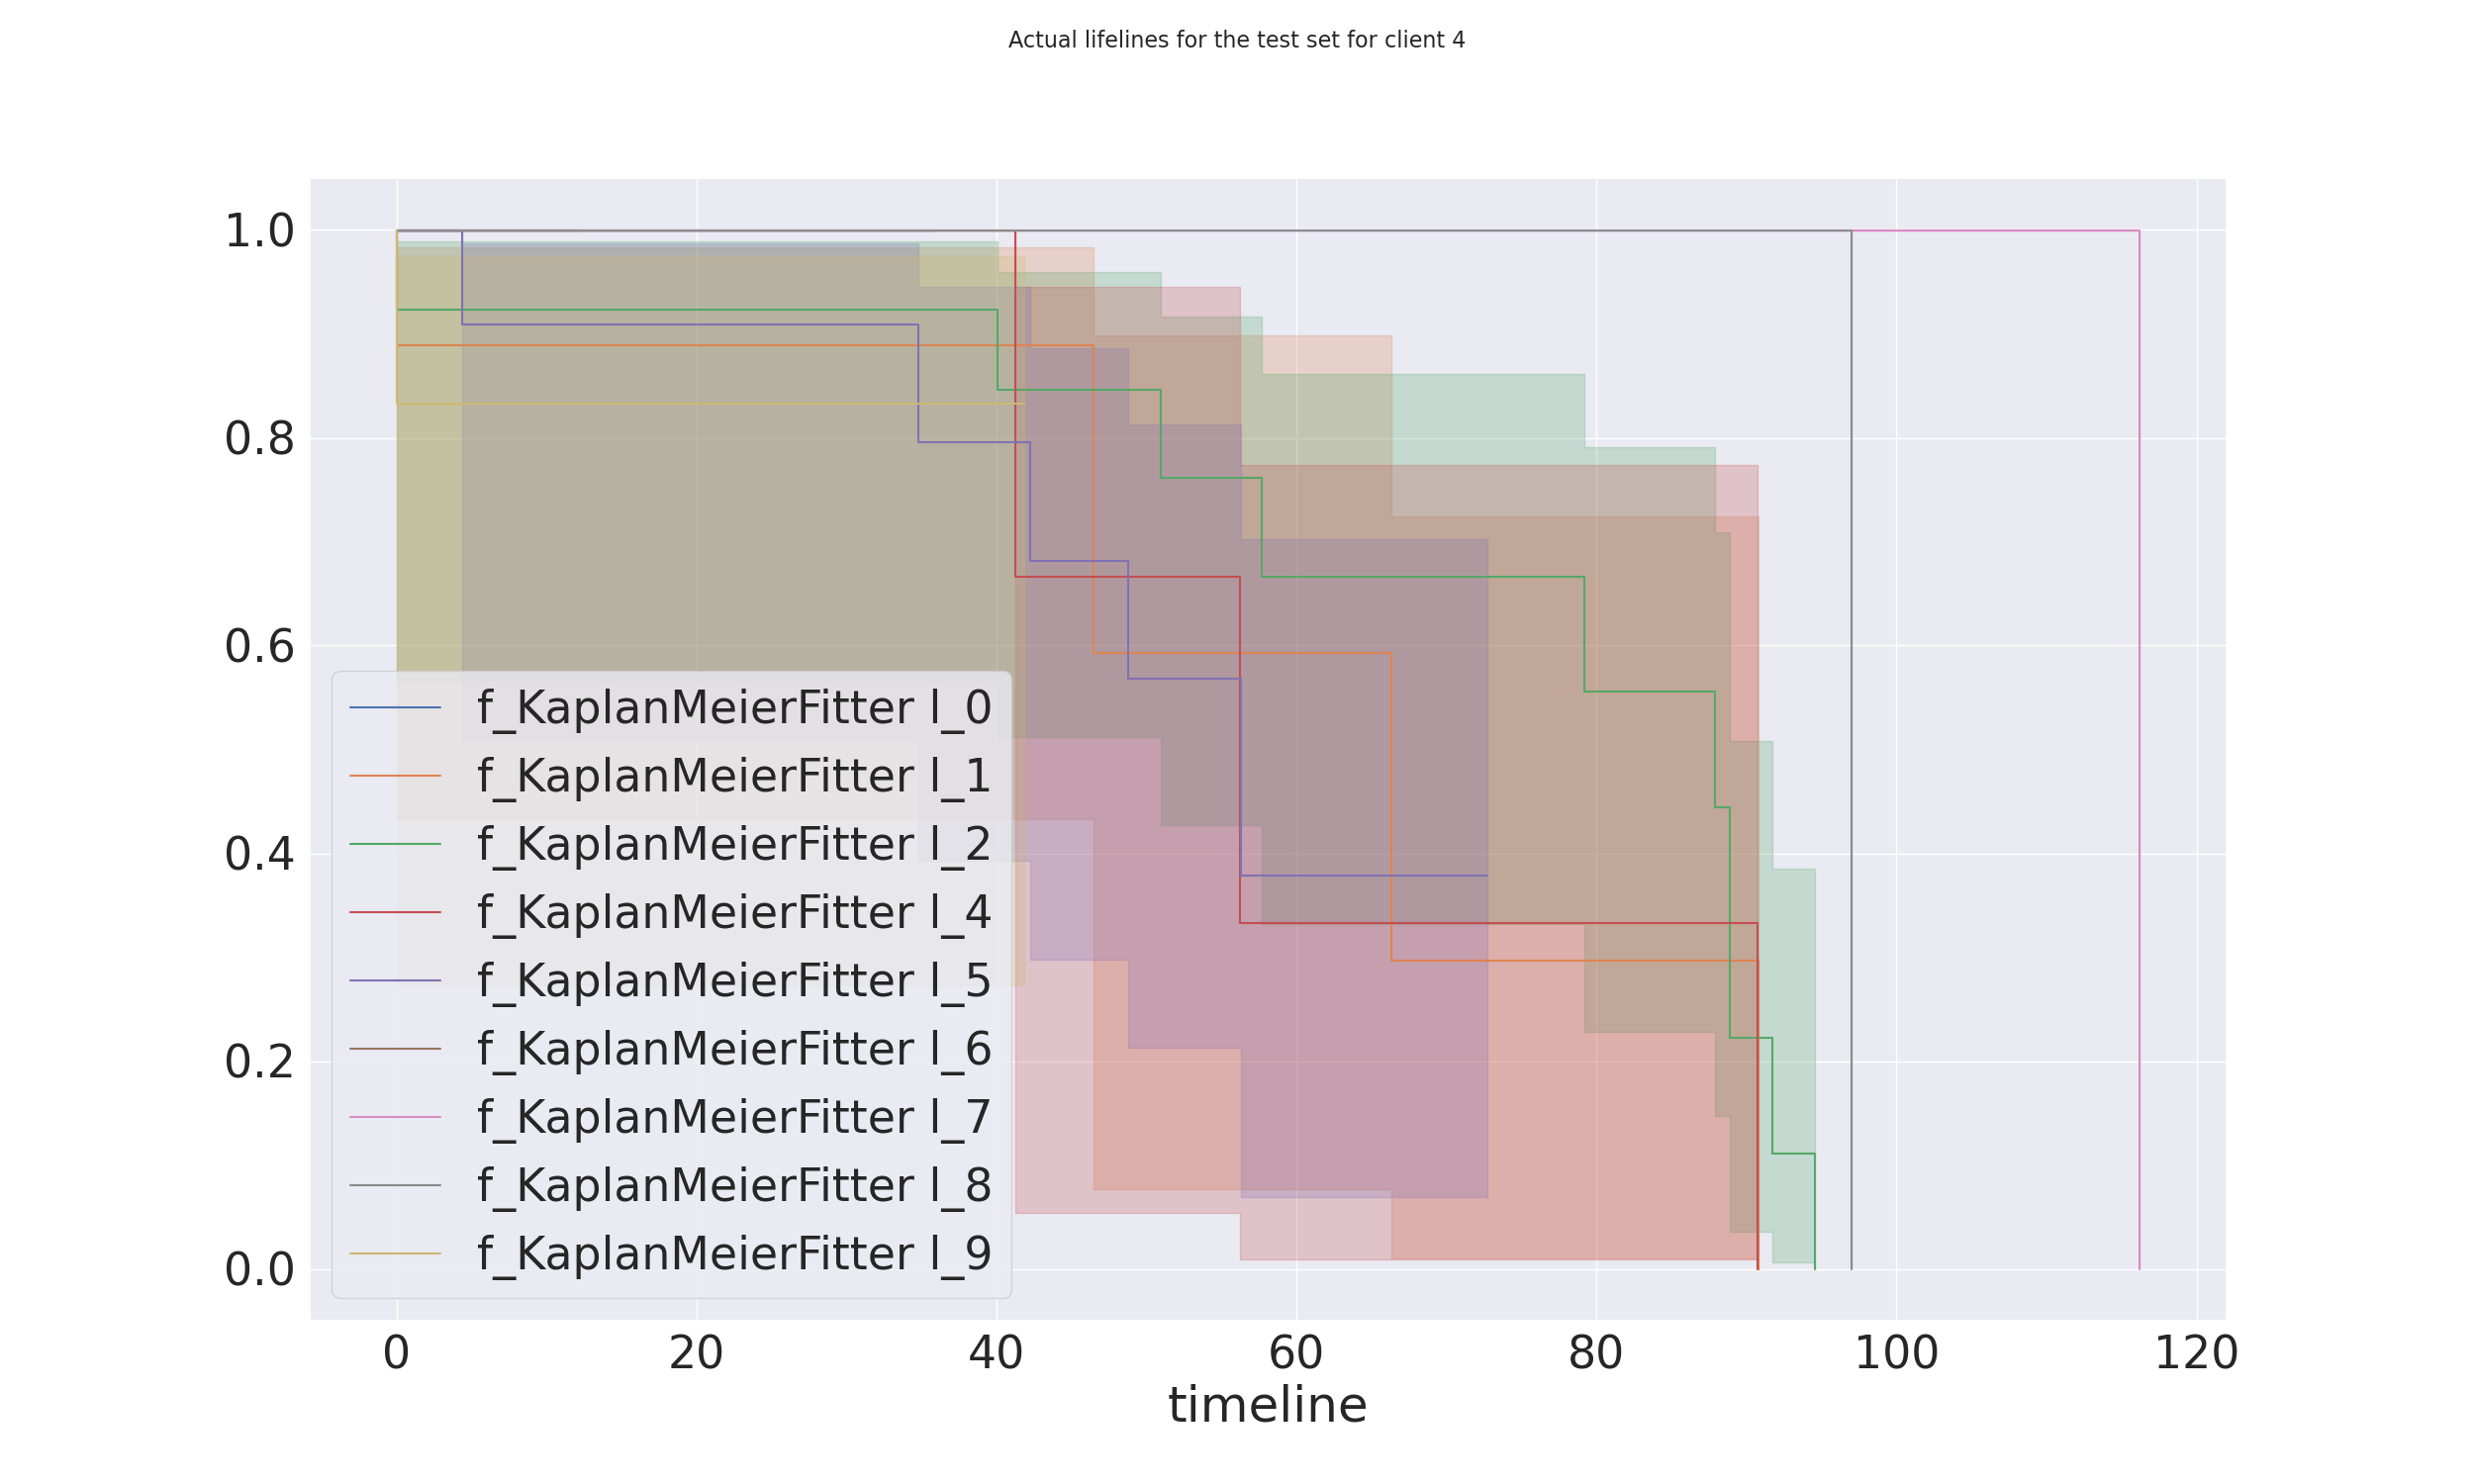 Actual lifelines for the test set for client 4
1.0
0.8
0.6
0.4
0.2
0.0
f_KaplanMeierFitter l_0
f_KaplanMeierFitter l_1
f_KaplanMeierFitter l_2
f_KaplanMeierFitter l_4
f_KaplanMeierFitter l_5
f_KaplanMeierFitter l_6
f_KaplanMeierFitter l_7
f_KaplanMeierFitter l_8
f_KaplanMeierFitter l_9
0 20 40 60 80 100 120
timeline